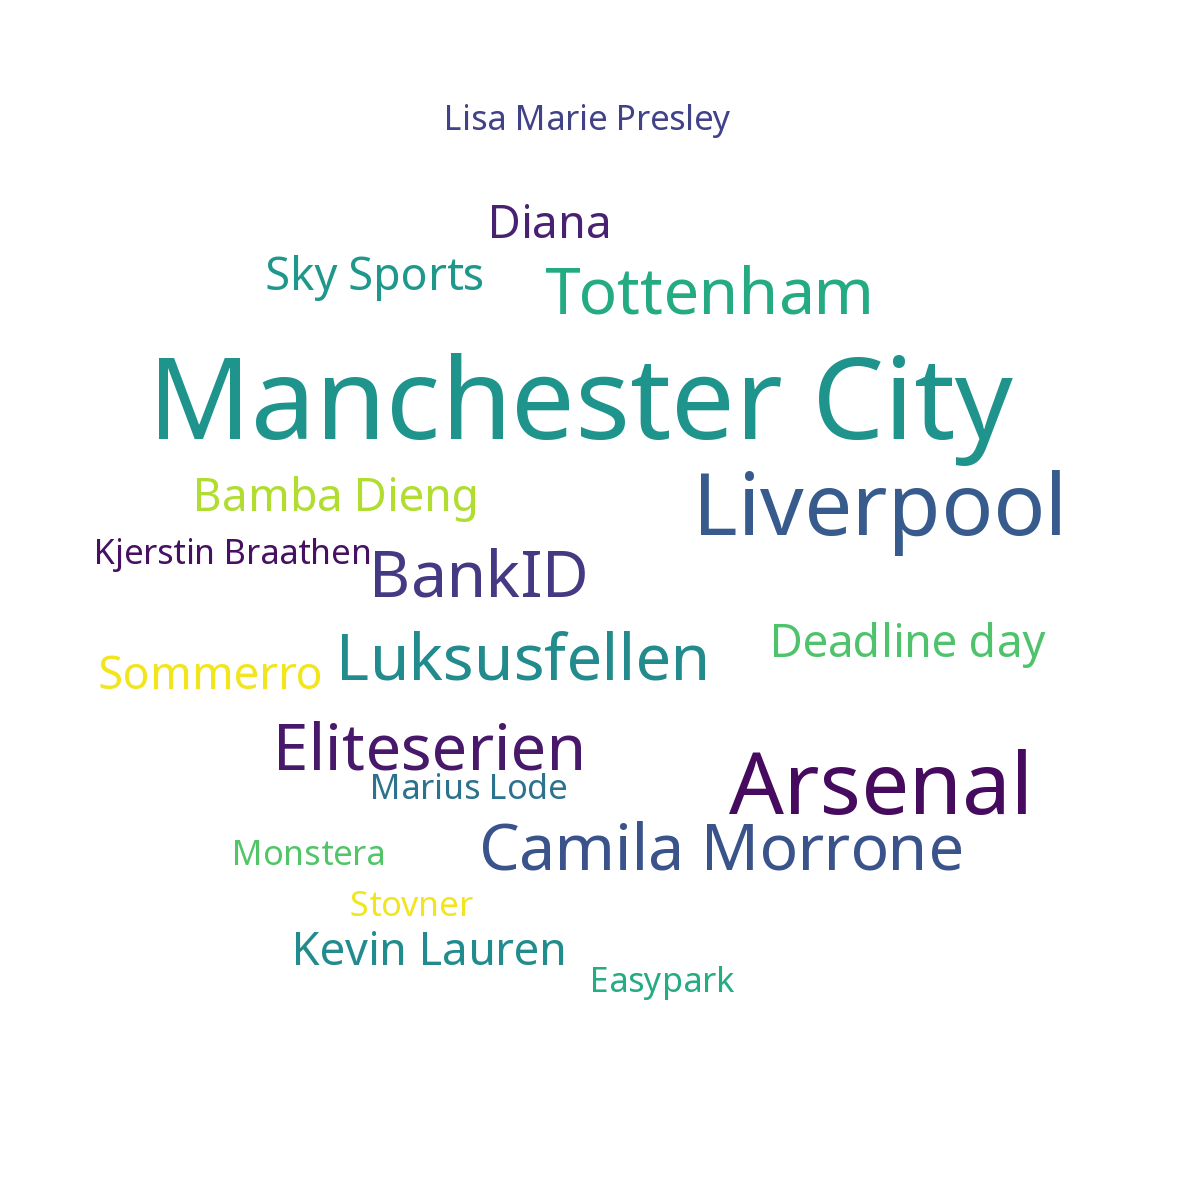 Lisa Marie Presley
Diana
Sky Sports
Tottenham
Manchester City
Bamba Dieng
Liverpool
Kjerstin Braathen
BankID
Deadline day
Luksusfellen
Sommerro
Eliteserien
Arsenal
Marius Lode
Camila Morrone
Monstera
Stovner
Kevin Lauren
Easypark